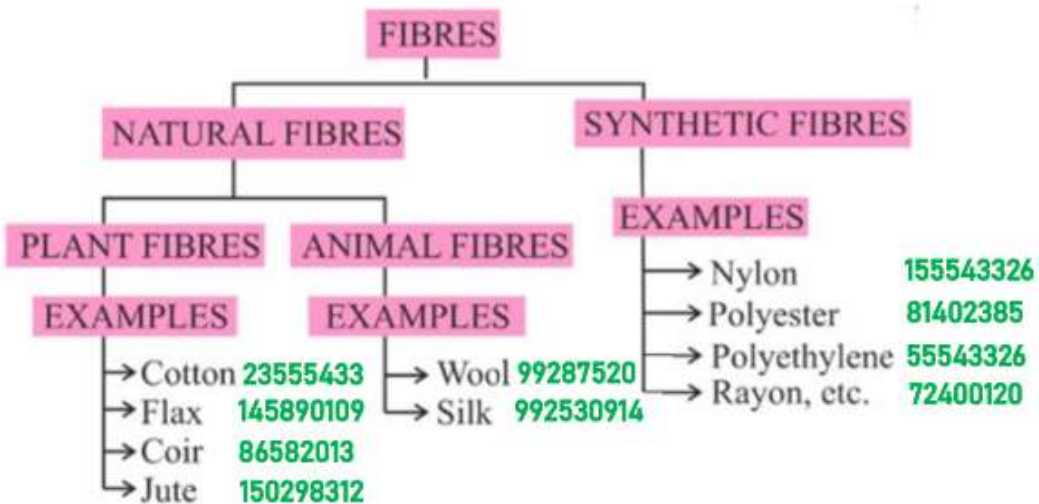 FIBRES
NATURAL FIBRES
SYNTHETIC FIBRES
PLANT FIBRES
ANIMAL FIBRES
EXAMPLES
EXAMPLES
EXAMPLES
Cotton 23555433
Flax 145890109
Coir 86582013
Jute 150298312
Wool 99287520
Silk 992530914
Nylon 155543326
Polyester 81402385
Polyethylene 55543326
Rayon, etc. 72400120